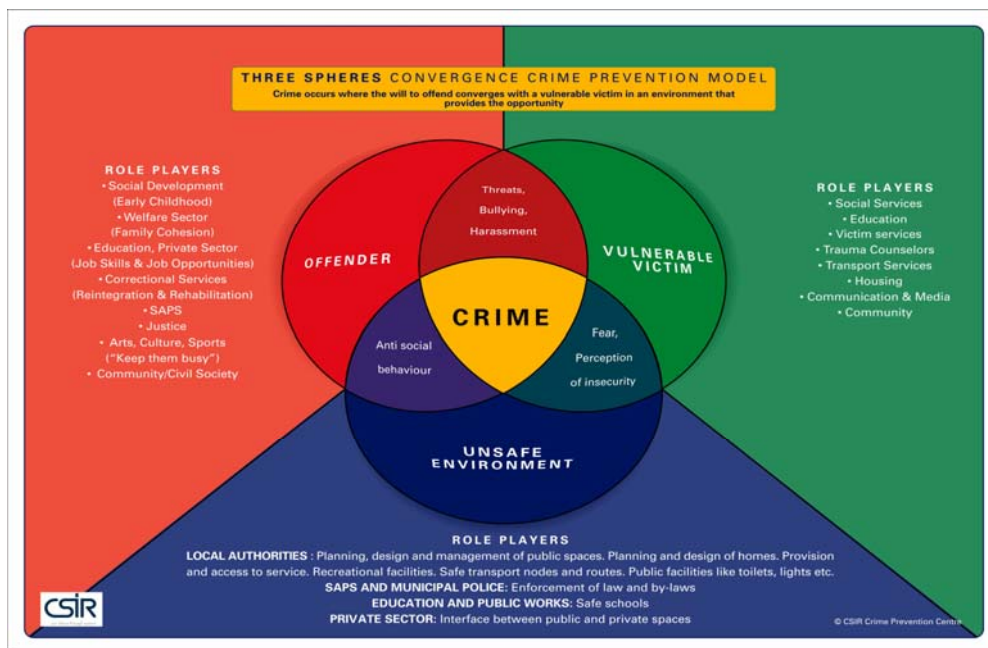 THREE SPHERES CONVERGENCE CRIME PREVENTION MODEL
Crime occurs where the will to offend converges with a vulnerable victim in an environment that
provides the opportunity
ROLE PLAYERS
• Social Development
(Early Childhood)
• Welfare Sector
(Family Cohesion)
• Education, Private Sector
(Job Skills & Job Opportunities)
• Correctional Services
(Reintegration & Rehabilitation)
• SAPS
• Justice
• Arts, Culture, Sports
("Keep them busy")
• Community/Civil Society
OFFENDER
Threats,
Bullying,
Harassment
VULNERABLE
VICTIM
CRIME
Anti social
behaviour
Fear,
Perception
of insecurity
UNSAFE
ENVIRONMENT
ROLE PLAYERS
• Social Services
• Education
• Victim services
• Trauma Counselors
• Transport Services
• Housing
• Communication & Media
• Community
ROLE PLAYERS
LOCAL AUTHORITIES : Planning, design and management of public spaces. Planning and design of homes. Provision
and access to service. Recreational facilities. Safe transport nodes and routes. Public facilities like toilets, lights etc.
SAPS AND MUNICIPAL POLICE: Enforcement of law and by-laws
EDUCATION AND PUBLIC WORKS: Safe schools
PRIVATE SECTOR: Interface between public and private spaces
CSIR
© CSIR Crime Prevention Centre